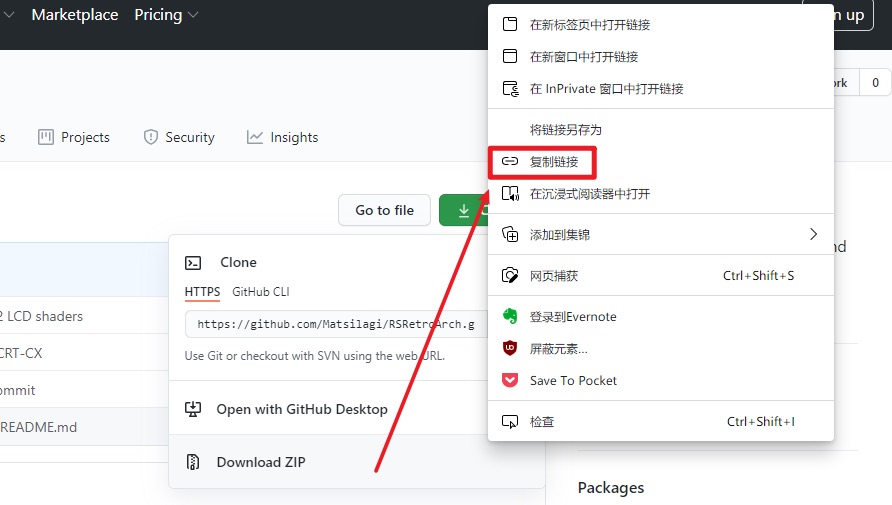 Marketplace Pricing
n up
rk 0
s Projects Security Insights
Go to file
Clone
HTTPS GitHub CLI
https://github.com/Matsilagi/RSRetroArch.g
Use Git or checkout with SVN using the web URL.
Open with GitHub Desktop
Download ZIP
2 LCD shaders
CRT-CX
ommit
README.md
在新标签页中打开链接
在新窗口中打开链接
在 InPrivate 窗口中打开链接
将链接另存为
复制链接
在沉浸式阅读器中打开
添加到集锦
网页捕获 Ctrl+Shift+S
登录到Evernote
屏蔽元素...
Save To Pocket
检查 Ctrl+Shift+I
nd
Packages